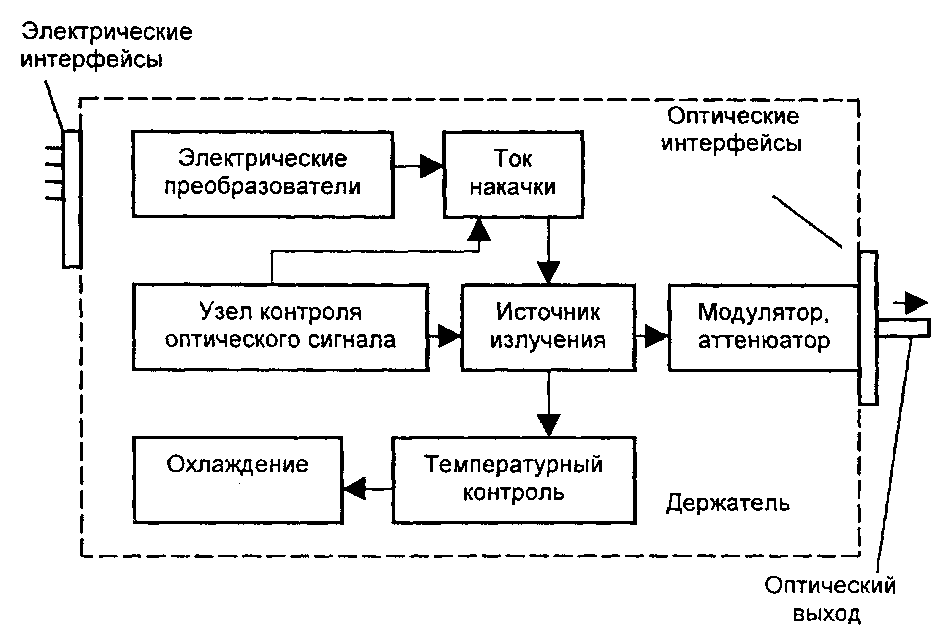 Электрические
интерфейсы
Оптические
интерфейсы
Электрические
преобразователи
Ток
накачки
Узел контроля
оптического сигнала
Источник
излучения
Модулятор,
аттенюатор
Охлаждение
Температурный
контроль
Держатель
Оптический
выход